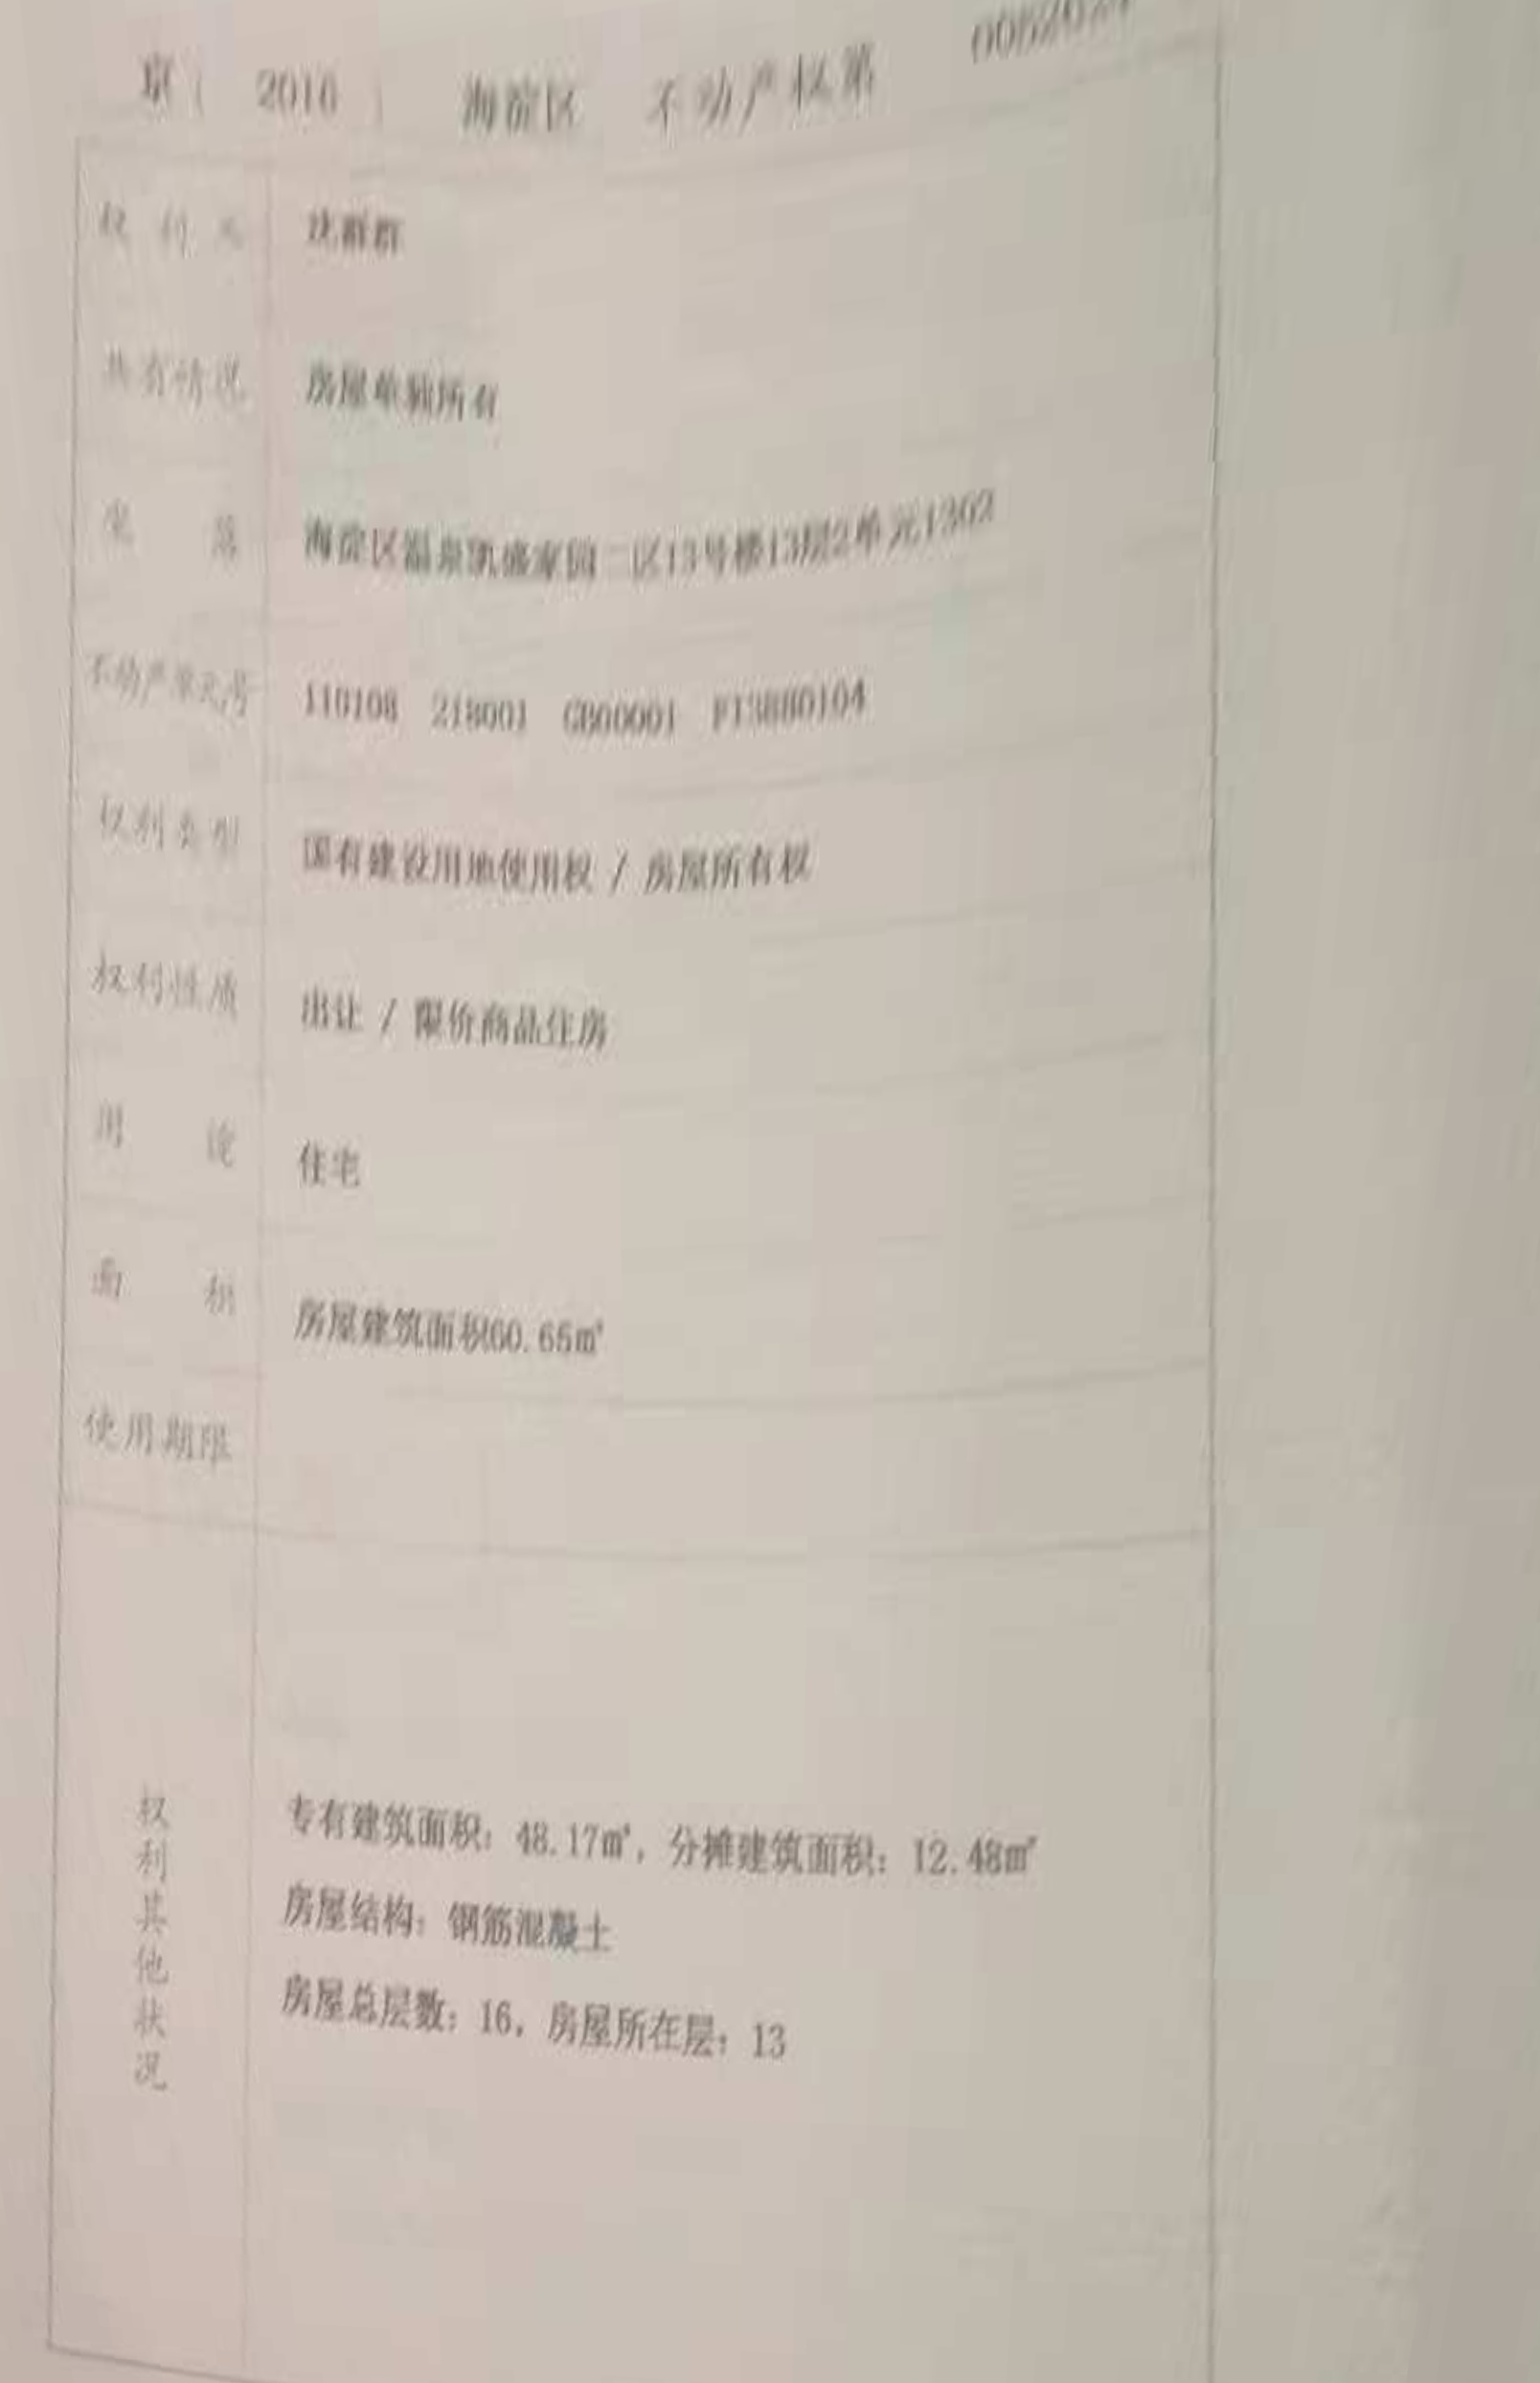 京（ 2016 ） 海淀区 不动产权第
权利人
共有情况 房屋单独所有
坐落 海淀区温泉凯盛家园二区13号楼13层2单元1302
不动产单元号 110108 218001 GB00001
权利类型 国有建设用地使用权 / 房屋所有权
权利性质 出让 / 限价商品住房
用途 住宅
面积 房屋建筑面积60.65㎡
使用期限
权利其他状况
专有建筑面积：48.17㎡，分摊建筑面积：12.48㎡
房屋结构：钢筋混凝土
房屋总层数：16，房屋所在层：13